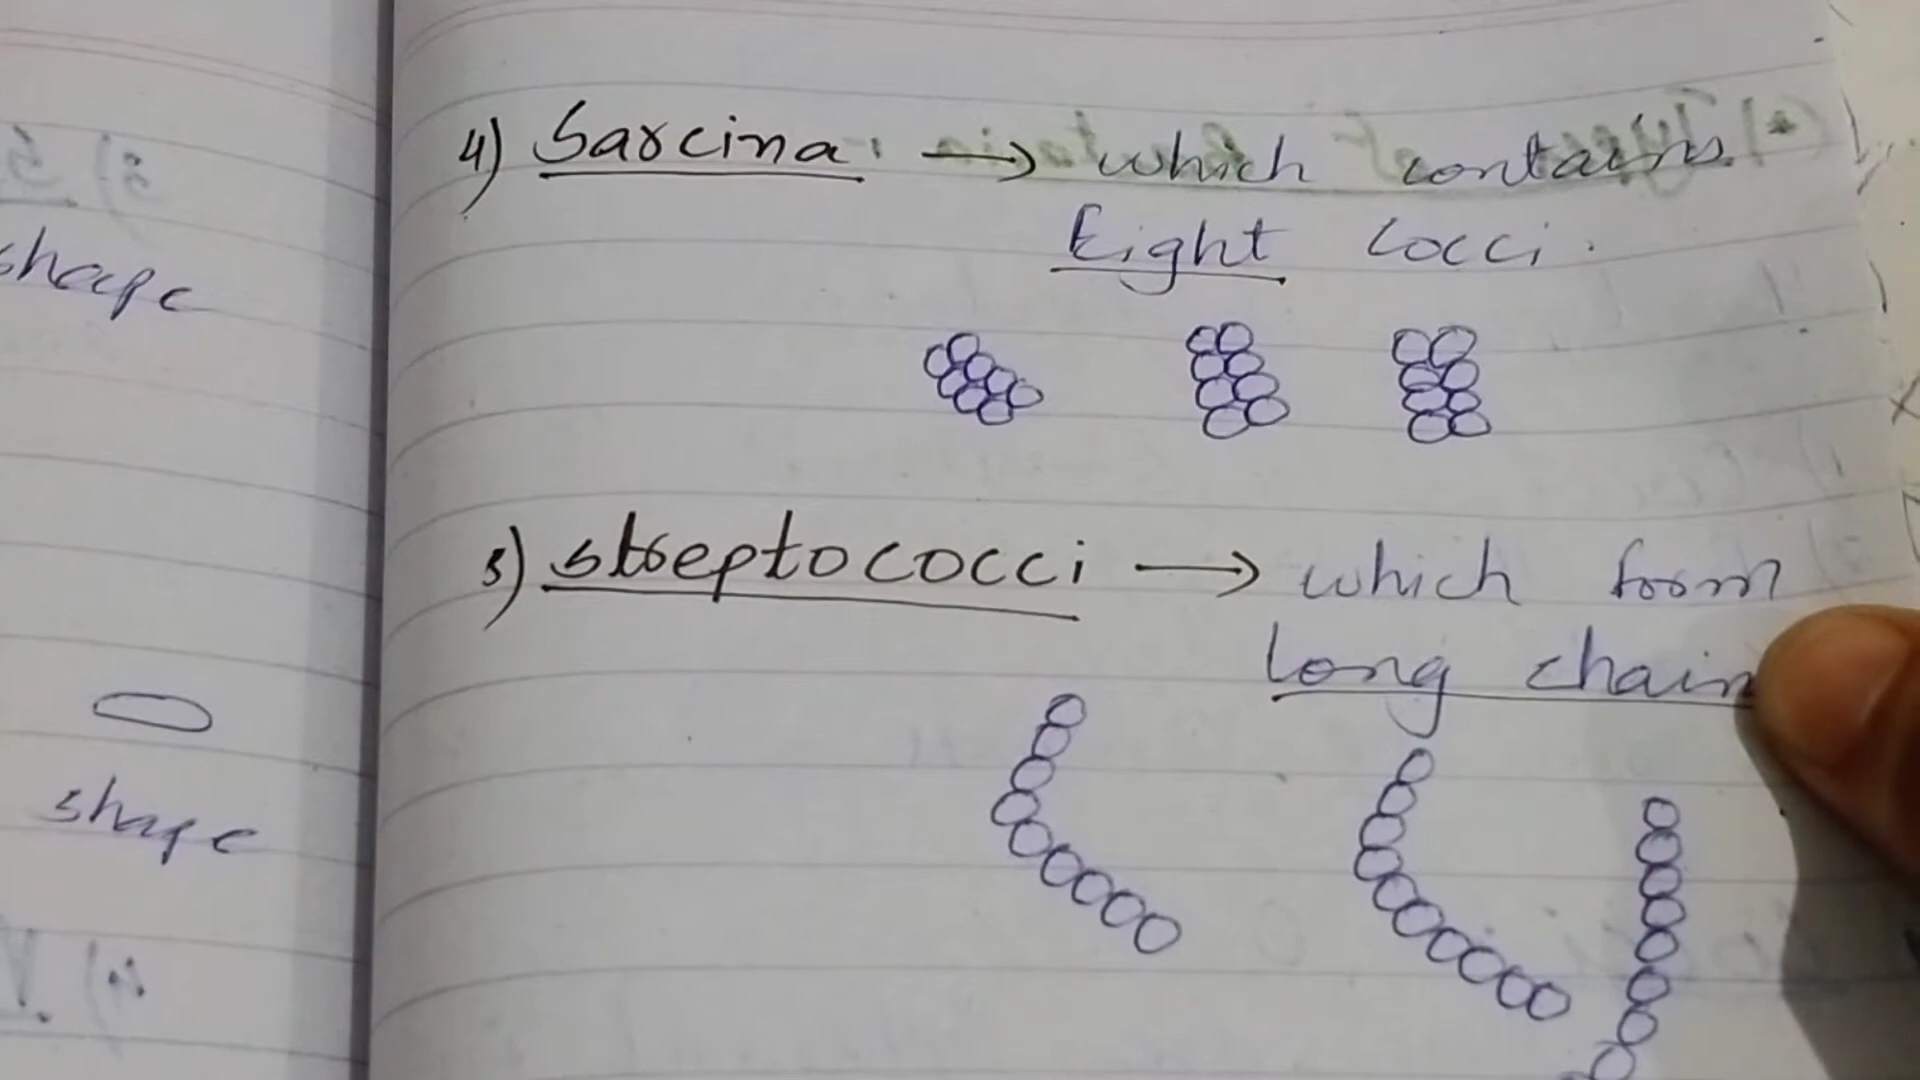 shape
shape
4) Sarcina. → which contains.
Eight Cocci.
5) streptococci → which form
long chain